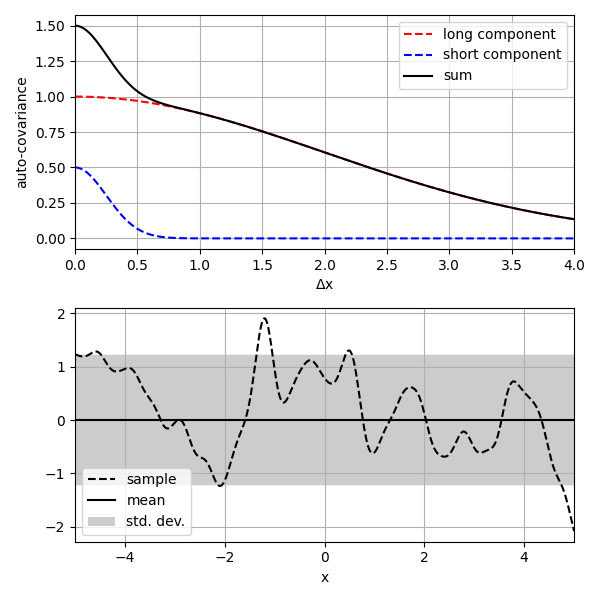 1.50
1.25
1.00
0.75
0.50
0.25
0.00
auto-covariance
long component
short component
sum
0.0 0.5 1.0 1.5 2.0 2.5 3.0 3.5 4.0
Δx
2
1
0
−1
−2
sample
mean
std. dev.
−4 −2 0 2 4
x